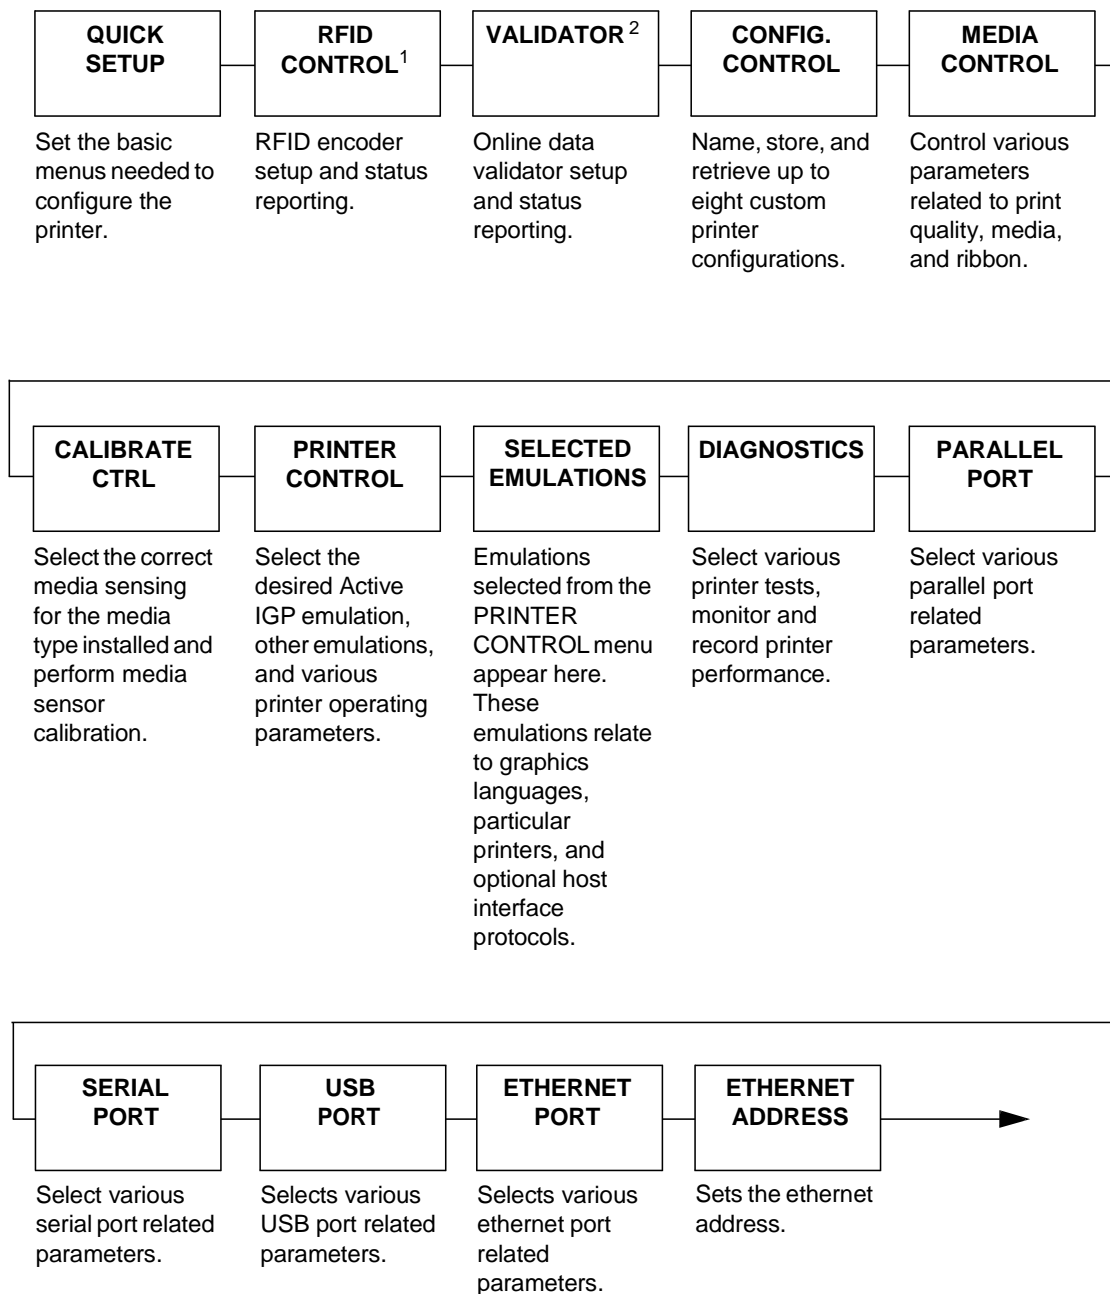 QUICK
SETUP
Set the basic
menus needed to
configure the
printer.
RFID
CONTROL1
RFID encoder
setup and status
reporting.
VALIDATOR 2
Online data
validator setup
and status
reporting.
CONFIG.
CONTROL
Name, store, and
retrieve up to
eight custom
printer
configurations.
MEDIA
CONTROL
Control various
parameters
related to print
quality, media,
and ribbon.
CALIBRATE
CTRL
Select the correct
media sensing
for the media
type installed and
perform media
sensor
calibration.
PRINTER
CONTROL
Select the
desired Active
IGP emulation,
other emulations,
and various
printer operating
parameters.
SELECTED
EMULATIONS
Emulations
selected from the
PRINTER
CONTROL menu
appear here.
These
emulations relate
to graphics
languages,
particular
printers, and
optional host
interface
protocols.
DIAGNOSTICS
Select various
printer tests,
monitor and
record printer
performance.
PARALLEL
PORT
Select various
parallel port
related
parameters.
SERIAL
PORT
Select various
serial port related
parameters.
USB
PORT
Selects various
USB port related
parameters.
ETHERNET
PORT
Selects various
ethernet port
related
parameters.
ETHERNET
ADDRESS
Sets the ethernet
address.